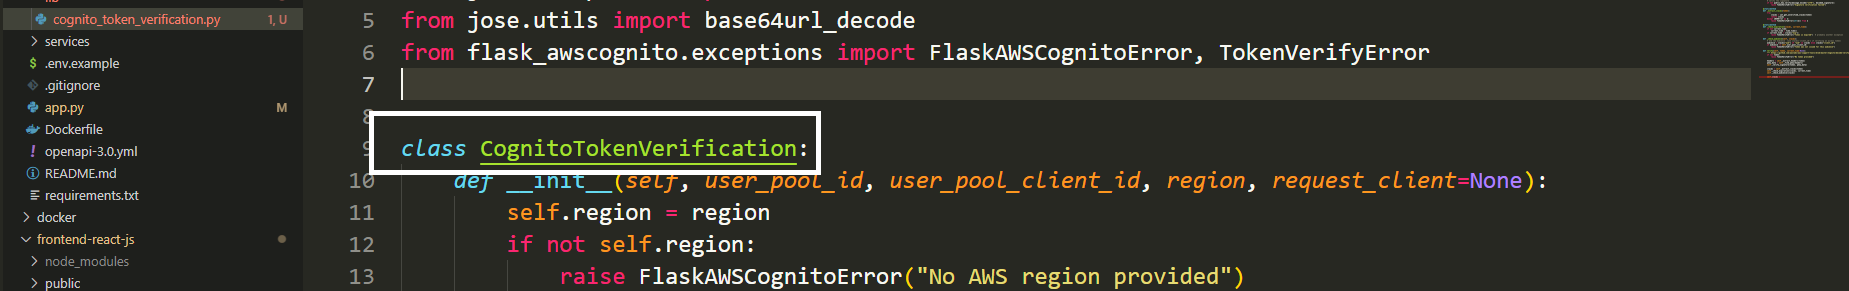 cognito_token_verification.py 1, U
services
.env.example
.gitignore
app.py M
Dockerfile
openapi-3.0.yml
README.md
requirements.txt
docker
frontend-react-js
node_modules
public
5 from jose.utils import base64url_decode
6 from flask_awscognito.exceptions import FlaskAWSCognitoError, TokenVerifyError
7
8
9 class CognitoTokenVerification:
10 def __init__(self, user_pool_id, user_pool_client_id, region, request_client=None):
11 self.region = region
12 if not self.region:
13 raise FlaskAWSCognitoError("No AWS region provided")